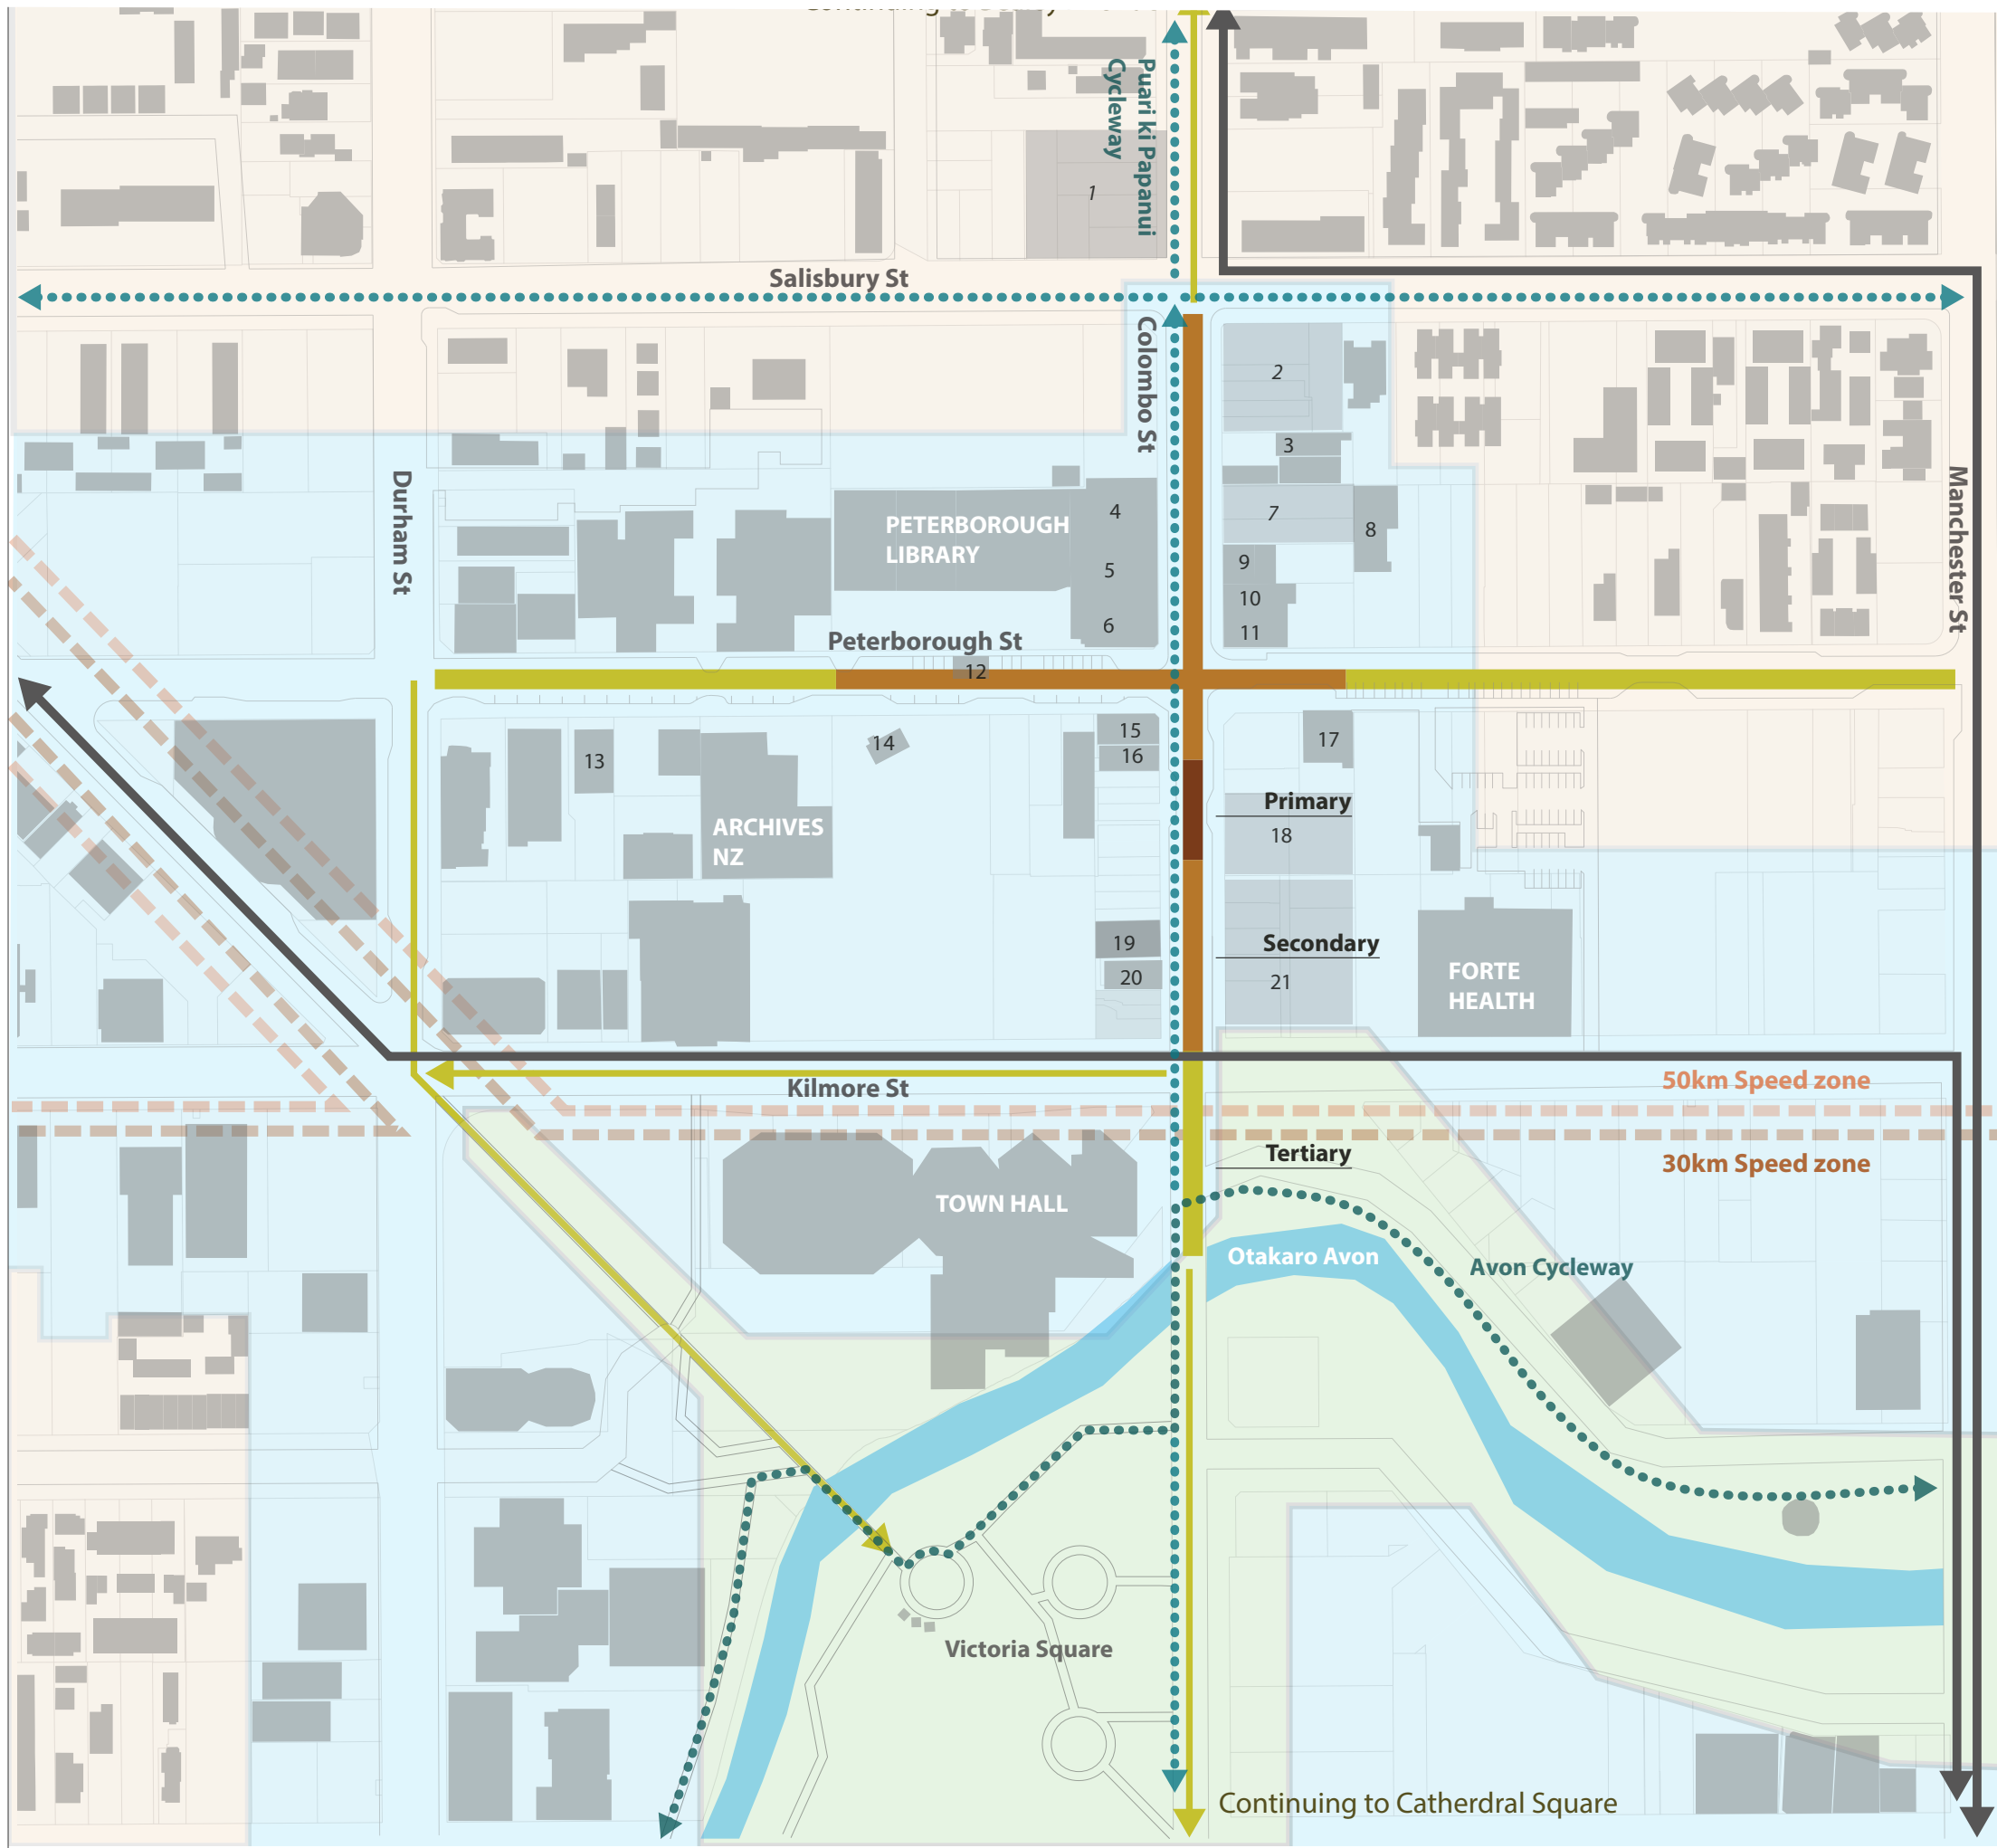 Continuing to
Puari ki Papanui
Cycleway
1
Salisbury St
Colombo St
2
3
Durham St
Manchester St
PETERBOROUGH
LIBRARY
4
5
6
7
8
9
10
11
Peterborough St
12
13
14
15
16
17
ARCHIVES
NZ
Primary
18
19
20
Secondary
21
FORTE
HEALTH
Kilmore St
50km Speed zone
30km Speed zone
Tertiary
TOWN HALL
Otakaro Avon
Avon Cycleway
Victoria Square
Continuing to Catherdral Square